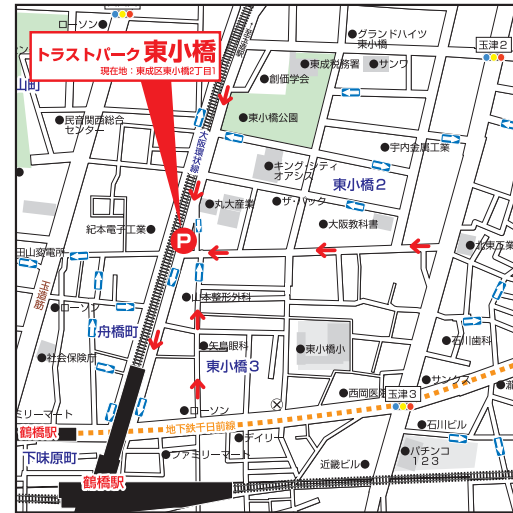 ローソン
トラストパーク 東小橋
現在地：東成区東小橋2丁目1
グランドハイツ
東小橋
玉津2
東成税務署
サンワ
創価学会
山町
民音関西総合
センター
東小橋公園
大阪環状線
宇内金属工業
キング・シティ
オアシス
東小橋2
丸大産業
ザ・パック
大阪教科書
紀本電子工業
P
北東工業
田山変電所
玉造筋
山本整形外科
ローソン
舟橋町
矢島眼科
東小橋小
石川歯科
社会保険庁
東小橋3
サンクス
西岡医
玉津3
ミリーマート
ローソン
鶴橋駅
地下鉄千日前線
デイリー
石川ビル
下味原町
ファミリーマート
近畿ビル
パチンコ
123
鶴橋駅